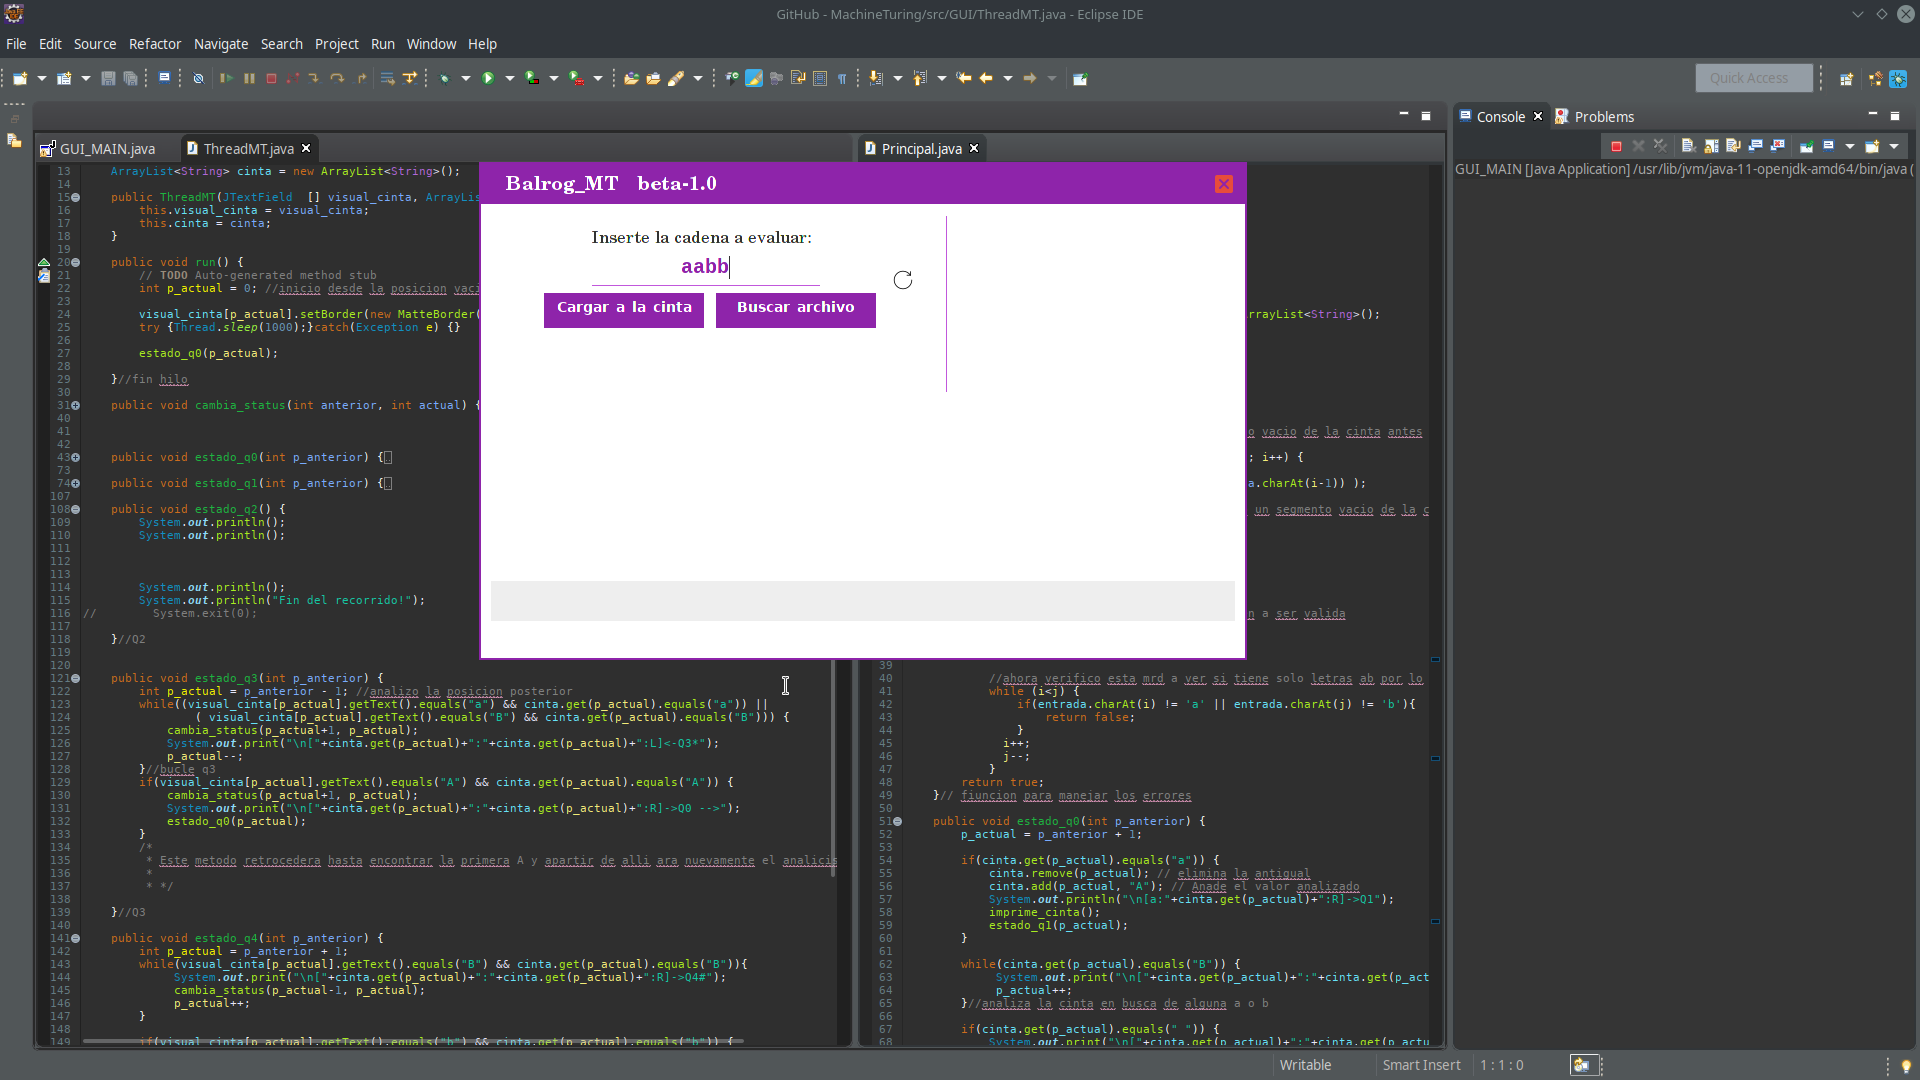 GitHub - MachineTuring/src/GUI/ThreadMT.java - Eclipse IDE
File Edit Source Refactor Navigate Search Project Run Window Help
Quick Access
GUI_MAIN.java ThreadMT.java
13 ArrayList<String> cinta = new ArrayList<String>();
14
15 public ThreadMT(JTextField [] visual_cinta, ArrayLis
16 this.visual_cinta = visual_cinta;
17 this.cinta = cinta;
18 }
19
20 public void run() {
21 // TODO Auto-generated method stub
22 int p_actual = 0; //inicio desde la posicion vaci
23
24 visual_cinta[p_actual].setBorder(new MatteBorder(
25 try {Thread.sleep(1000);}catch(Exception e) {}
26
27 estado_q0(p_actual);
28
29 }//fin hilo
30
31 public void cambia_status(int anterior, int actual) {
40
41
42
43 public void estado_q0(int p_anterior) {
73
74 public void estado_q1(int p_anterior) {
107
108 public void estado_q2() {
109 System.out.println();
110 System.out.println();
111
112
113
114 System.out.println();
115 System.out.println("Fin del recorrido!");
116 // System.exit(0);
117
118 }//Q2
119
120
121 public void estado_q3(int p_anterior) {
122 int p_actual = p_anterior - 1; //analizo la posicion posterior
123 while((visual_cinta[p_actual].getText().equals("a") && cinta.get(p_actual).equals("a")) ||
124 ( visual_cinta[p_actual].getText().equals("B") && cinta.get(p_actual).equals("B"))) {
125 cambia_status(p_actual+1, p_actual);
126 System.out.print("\n["+cinta.get(p_actual)+":"+cinta.get(p_actual)+":L]<-Q3*");
127 p_actual--;
128 }//bucle q3
129 if(visual_cinta[p_actual].getText().equals("A") && cinta.get(p_actual).equals("A")) {
130 cambia_status(p_actual+1, p_actual);
131 System.out.print("\n["+cinta.get(p_actual)+":"+cinta.get(p_actual)+":R]->Q0 -->");
132 estado_q0(p_actual);
133 }
134 /*
135 * Este metodo retrocedera hasta encontrar la primera A y apartir de alli ara nuevamente el analicis
136 *
137 * */
138
139 }//Q3
140
141 public void estado_q4(int p_anterior) {
142 int p_actual = p_anterior + 1;
143 while(visual_cinta[p_actual].getText().equals("B") && cinta.get(p_actual).equals("B")){
144 System.out.print("\n["+cinta.get(p_actual)+":"+cinta.get(p_actual)+":R]->Q4#");
145 cambia_status(p_actual-1, p_actual);
146 p_actual++;
147 }
148
149 if(visual_cinta[p_actual].getText().equals("b") && cinta.get(p_actual).equals("b")) {
Balrog_MT beta-1.0
Inserte la cadena a evaluar:
aabb
Cargar a la cinta Buscar archivo
Principal.java
rrayList<String>();
o vacio de la cinta antes
; i++) {
a.charAt(i-1)) );
un segmento vacio de la c
n a ser valida
39
40 //ahora verifico esta mrd a ver si tiene solo letras ab por lo
41 while (i<j) {
42 if(entrada.charAt(i) != 'a' || entrada.charAt(j) != 'b'){
43 return false;
44 }
45 i++;
46 j--;
47 }
48 return true;
49 }// fiuncion para manejar los errores
50
51 public void estado_q0(int p_anterior) {
52 p_actual = p_anterior + 1;
53
54 if(cinta.get(p_actual).equals("a")) {
55 cinta.remove(p_actual); // elimina la antigual
56 cinta.add(p_actual, "A"); // Anade el valor analizado
57 System.out.println("\n[a:"+cinta.get(p_actual)+":R]->Q1");
58 imprime_cinta();
59 estado_q1(p_actual);
60 }
61
62 while(cinta.get(p_actual).equals("B")) {
63 System.out.print("\n["+cinta.get(p_actual)+":"+cinta.get(p_act
64 p_actual++;
65 }//analiza la cinta en busca de alguna a o b
66
67 if(cinta.get(p_actual).equals(" ")) {
68 System.out.print("\n["+cinta.get(p_actual)+":"+cinta.get(p_actu
Console Problems
GUI_MAIN [Java Application] /usr/lib/jvm/java-11-openjdk-amd64/bin/java (
Writable Smart Insert 1 : 1 : 0